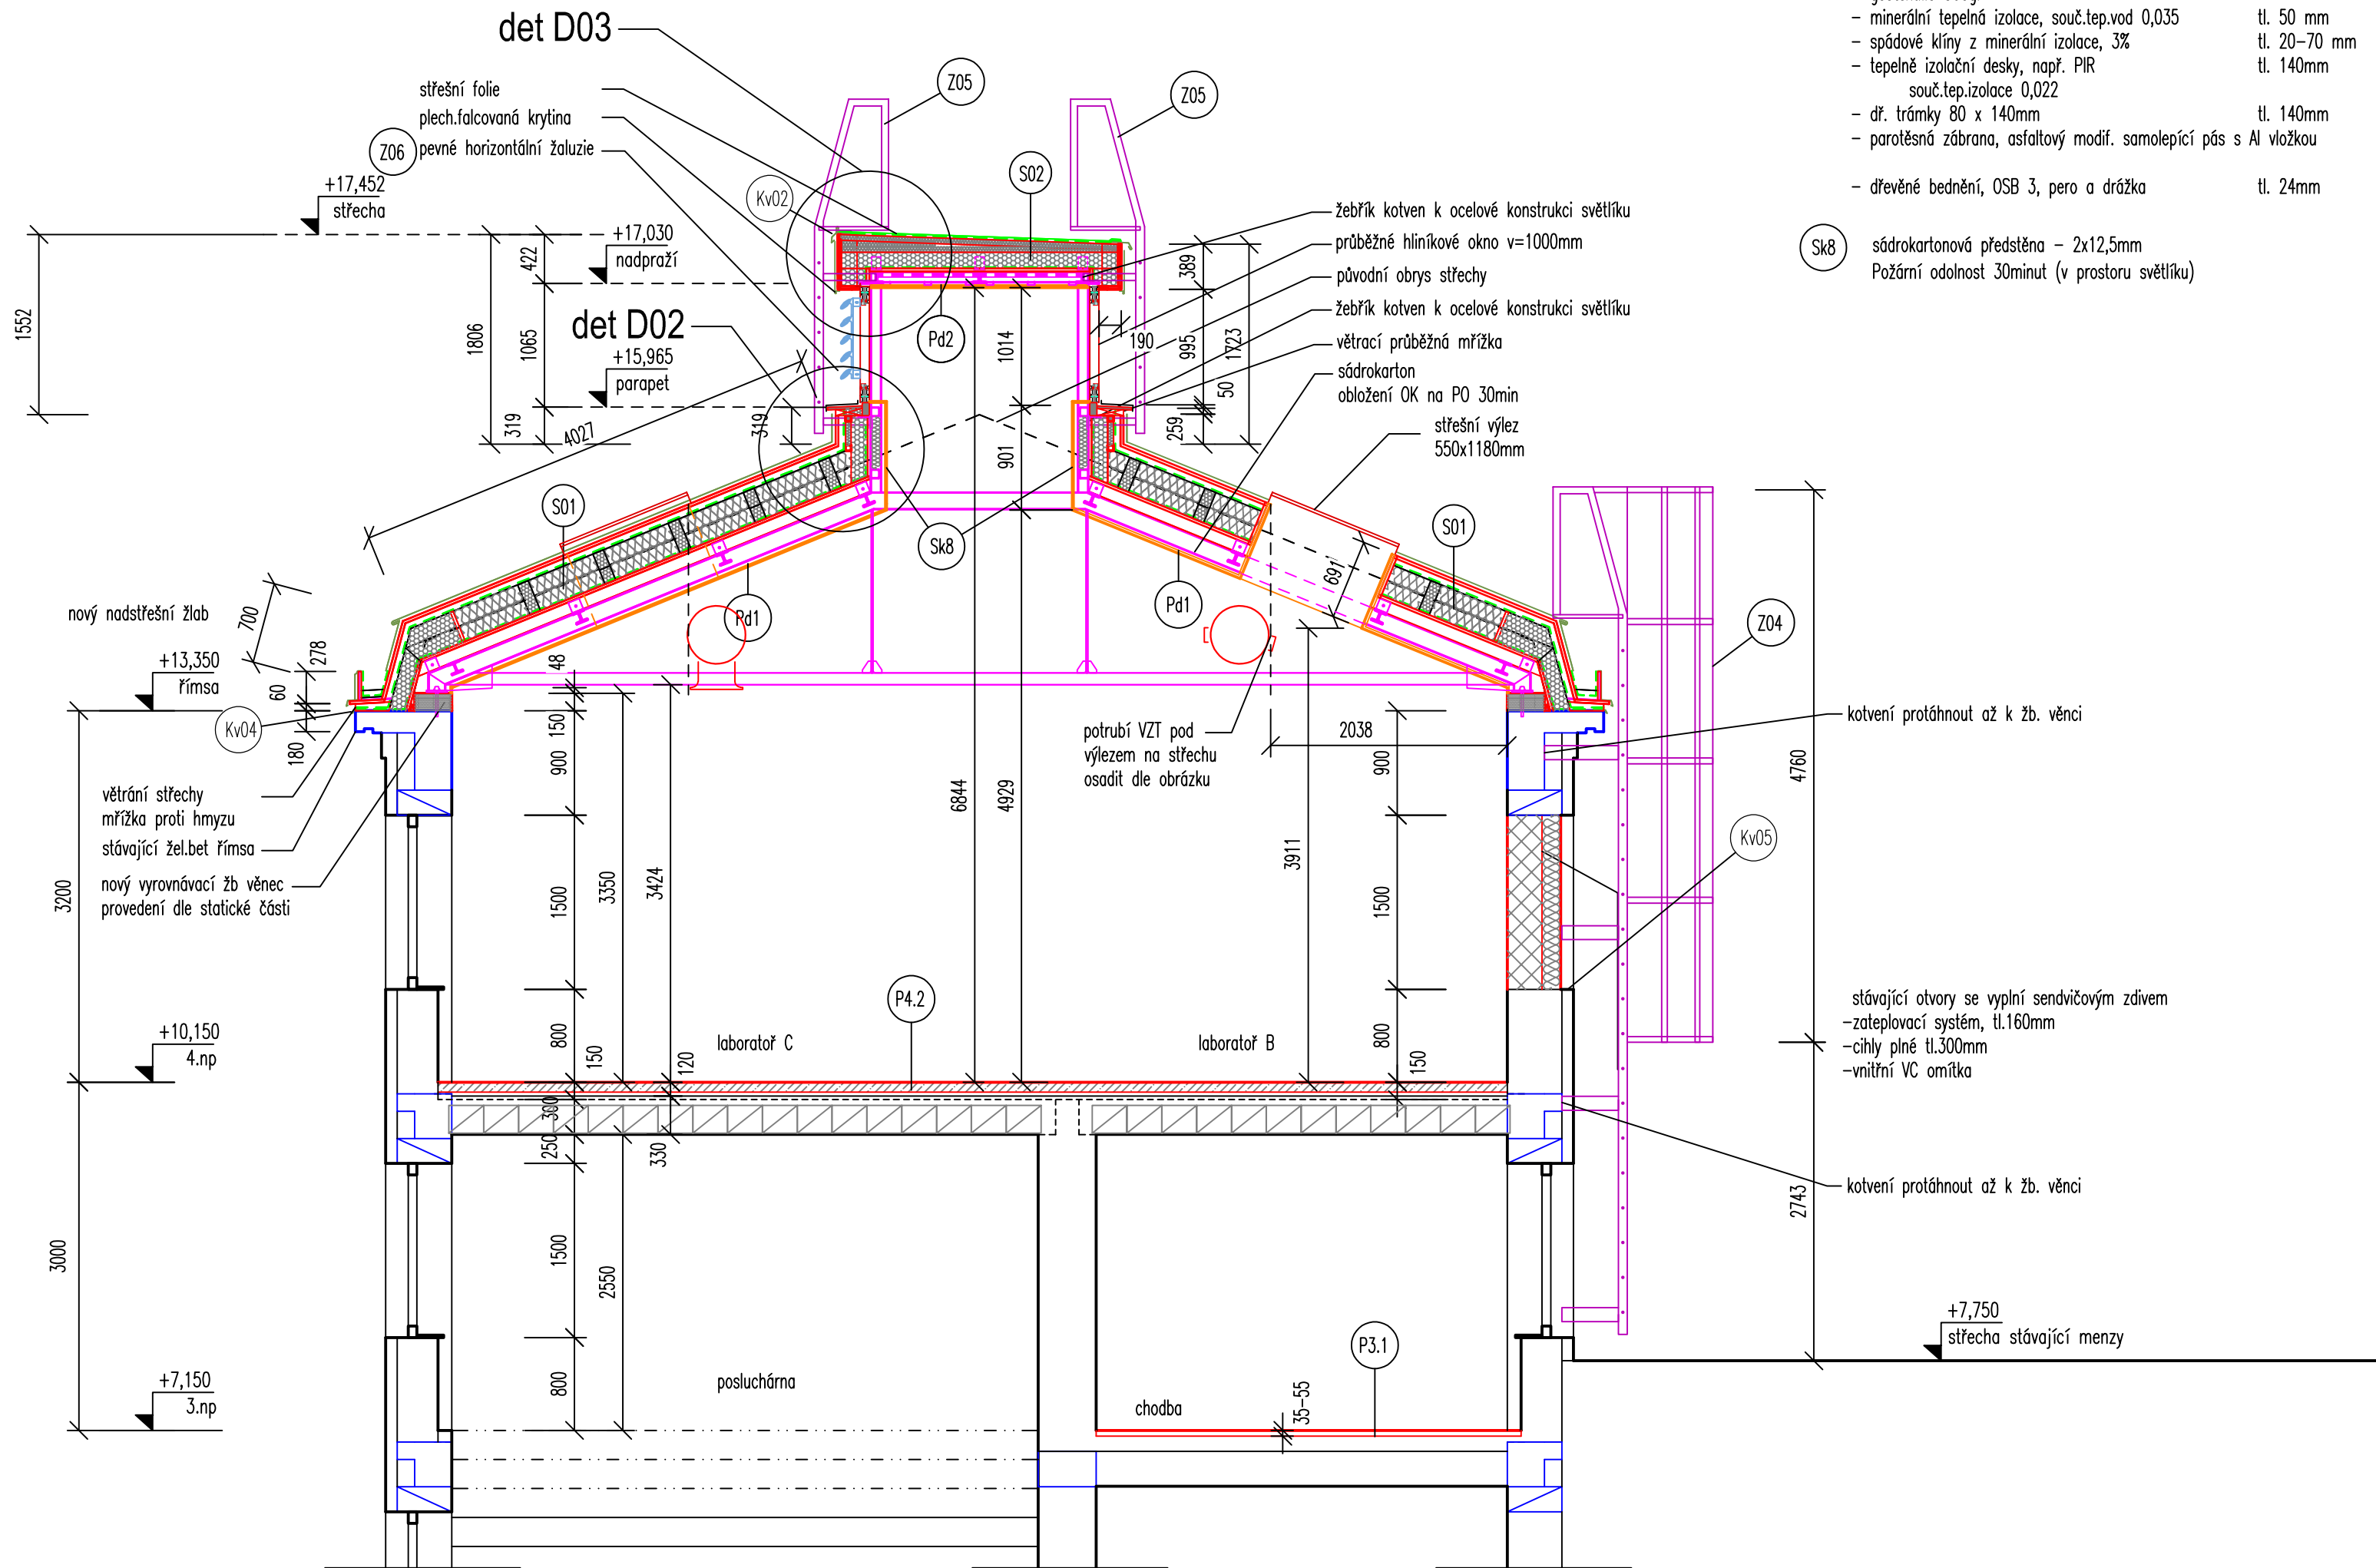 det D03
střešní folie
plech.falcovaná krytina
Z06
pevné horizontální žaluzie
Z05
Z05
Kv02
S02
+17,452
střecha
+17,030
nadpraží
det D02
+15,965
parapet
1552
1806
422
1065
319
319
4027
Pd2
1014
901
190
389
995
1723
50
259
žebřík kotven k ocelové konstrukci světlíku
průběžné hliníkové okno v=1000mm
původní obrys střechy
žebřík kotven k ocelové konstrukci světlíku
větrací průběžná mřížka
sádrokarton
obložení OK na PO 30min
střešní výlez
550x1180mm
– minerální tepelná izolace, souč.tep.vod 0,035 tl. 50 mm
– spádové klíny z minerální izolace, 3% tl. 20–70 mm
– tepelně izolační desky, např. PIR tl. 140mm
souč.tep.izolace 0,022
– dř. trámky 80 x 140mm tl. 140mm
– parotěsná zábrana, asfaltový modif. samolepící pás s Al vložkou
– dřevěné bednění, OSB 3, pero a drážka tl. 24mm
Sk8
sádrokartonová předstěna – 2x12,5mm
Požární odolnost 30minut (v prostoru světlíku)
S01
Sk8
S01
Pd1
Pd1
691
Z04
nový nadstřešní žlab
700
278
60
180
+13,350
římsa
Kv04
48
150
900
větrání střechy
mřížka proti hmyzu
stávající žel.bet římsa
nový vyrovnávací žb věnec
provedení dle statické části
potrubí VZT pod
výlezem na střechu
osadit dle obrázku
2038
900
kotvení protáhnout až k žb. věnci
4760
Kv05
3200
1500
3350
3424
6844
4929
3911
1500
P4.2
laboratoř C
laboratoř B
+10,150
4.np
800
150
120
800
150
stávající otvory se vyplní sendvičovým zdivem
–zateplovací systém, tl.160mm
–cihly plné tl.300mm
–vnitřní VC omítka
300
250
330
kotvení protáhnout až k žb. věnci
2743
3000
1500
2550
800
+7,750
střecha stávající menzy
P3.1
+7,150
3.np
posluchárna
chodba
35–55